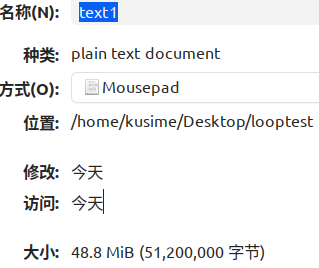 名称(N): text1
种类: plain text document
方式(O): Mousepad
位置: /home/kusime/Desktop/looptest
修改: 今天
访问: 今天
大小: 48.8 MiB (51,200,000 字节)